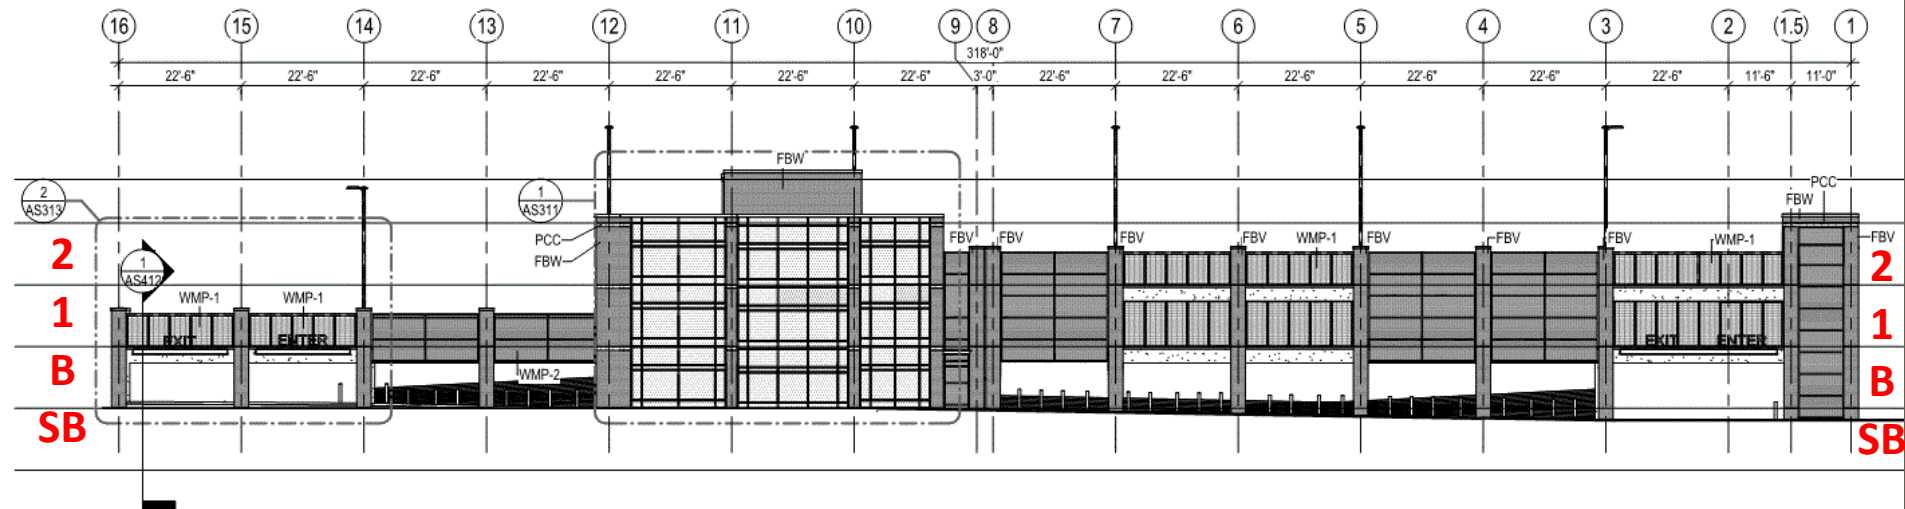 16 15 14 13 12 11 10 9 8 7 6 5 4 3 2 (1.5) 1
318'-0"
22'-6" 22'-6" 22'-6" 22'-6" 22'-6" 22'-6" 22'-6" 3'-0" 22'-6" 22'-6" 22'-6" 22'-6" 22'-6" 22'-6" 11'-6" 11'-0"
FBW
2
AS313
1
AS311
PCC
FBW
PCC
FBW
FBV FBV FBV FBV WMP-1 FBV FBV FBV WMP-1 FBV
2
1
AS412
2
WMP-1 WMP-1
1
1
EXIT ENTER
EXIT ENTER
B
WMP-2
B
SB
SB